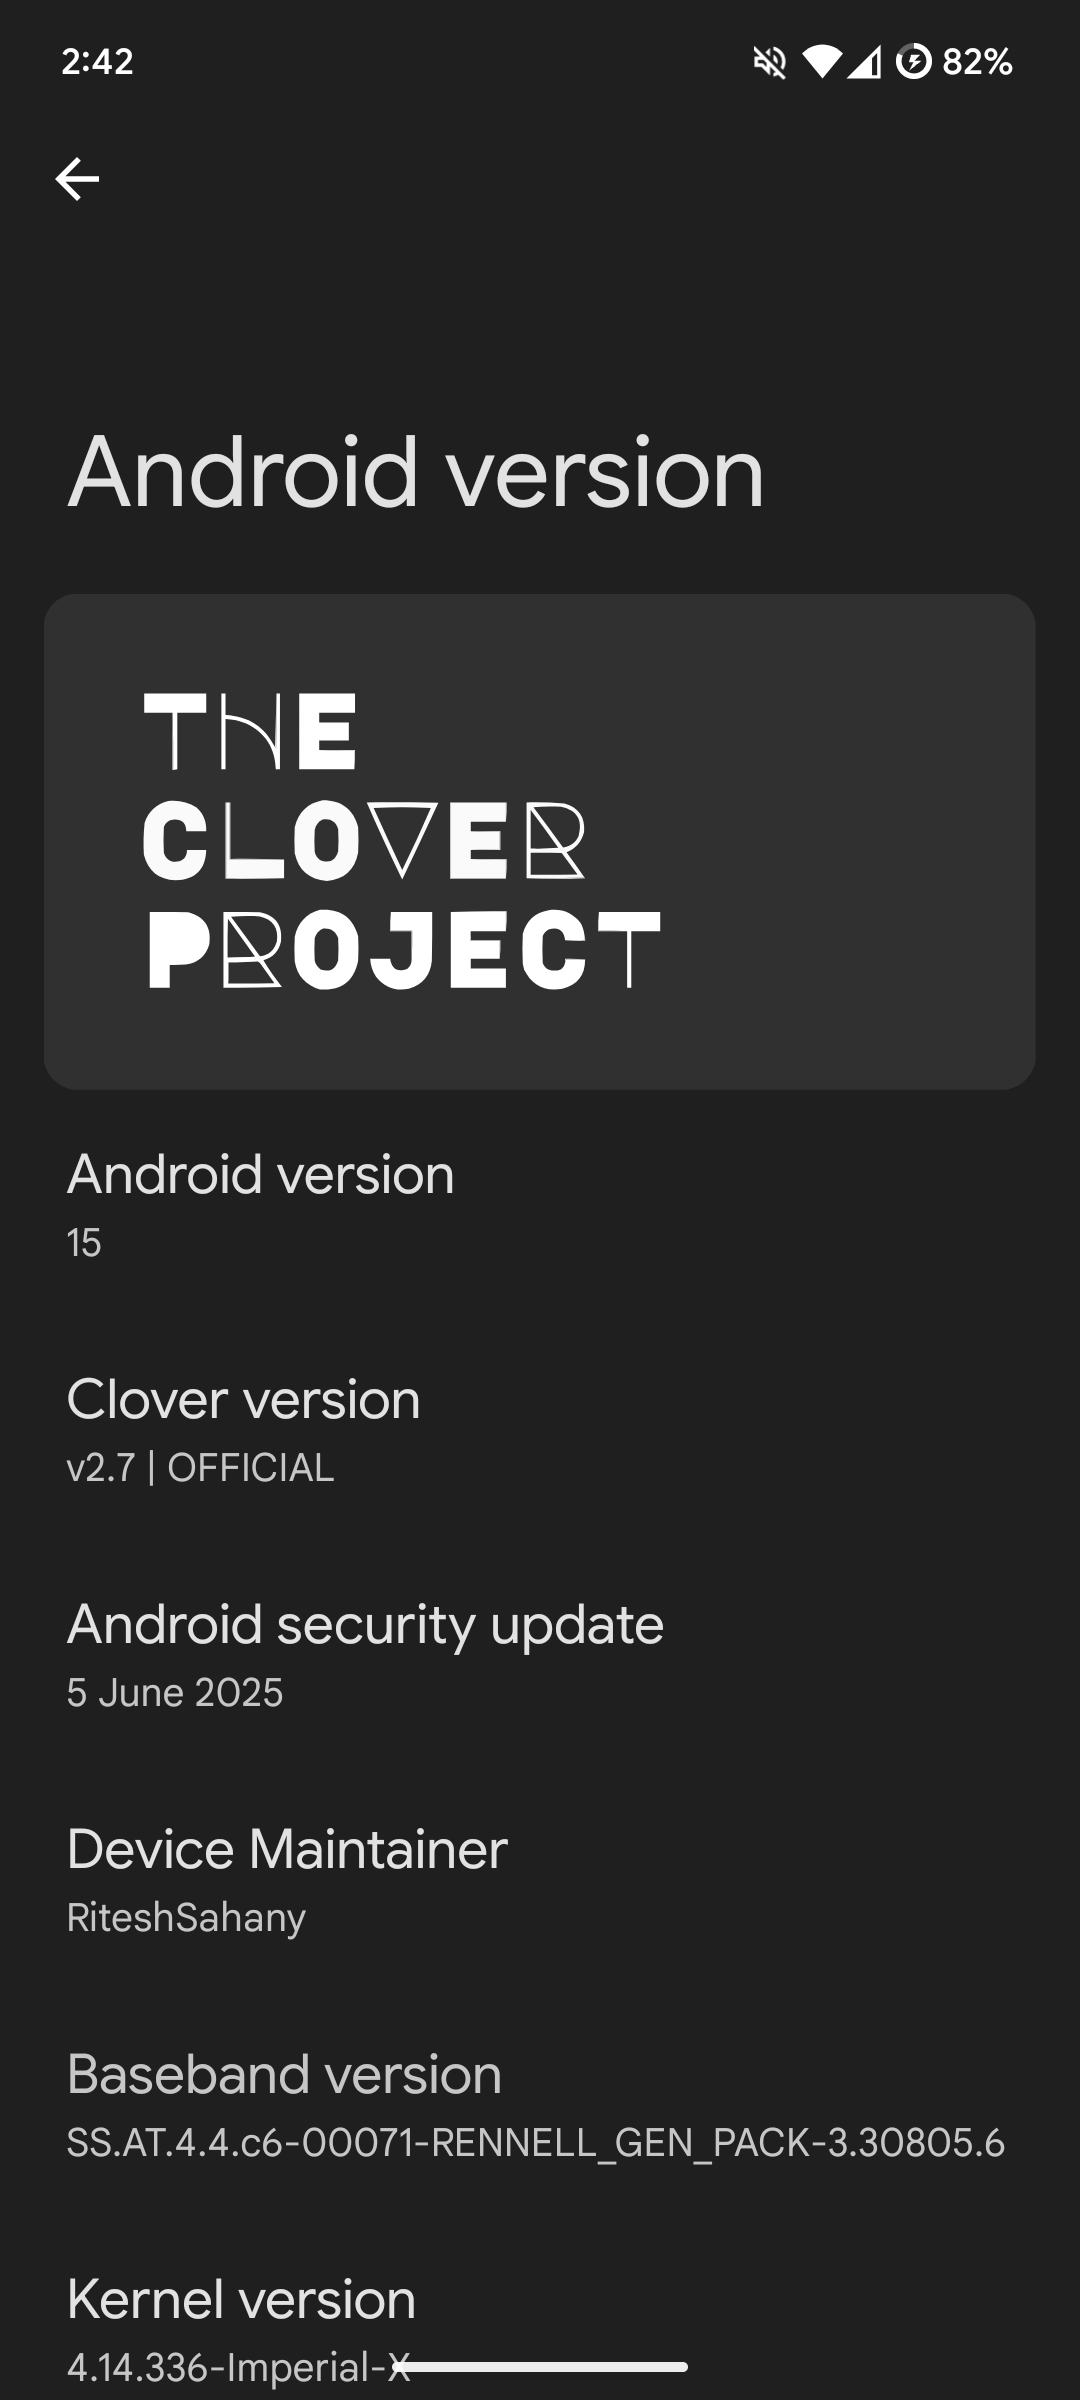 2:42
82%
Android version
THE
CLOVER
PROJECT
Android version
15
Clover version
v2.7 | OFFICIAL
Android security update
5 June 2025
Device Maintainer
RiteshSahany
Baseband version
SS.AT.4.4.c6-00071-RENNELL_GEN_PACK-3.30805.6
Kernel version
4.14.336-Imperial-X